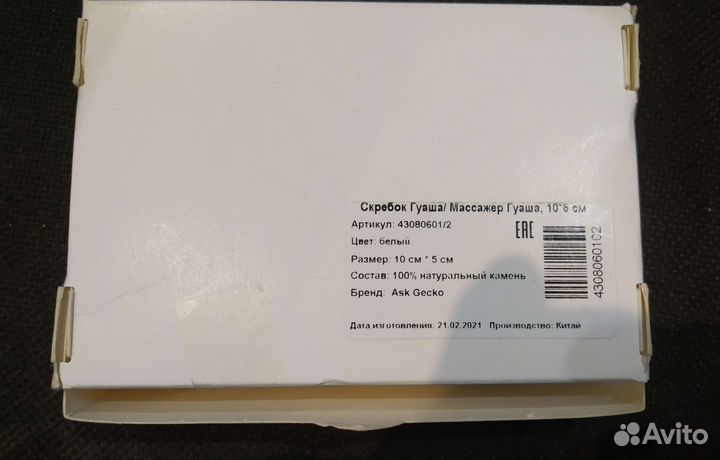 Скребок Гуаша/ Массажер Гуаша, 10*6 см
Артикул: 43080601/2
Цвет: белый
Размер: 10 см * 5 см
Состав: 100% натуральный камень
Бренд: Ask Gecko
Дата изготовления: 21.02.2021 Производство: Китай
EAC
4308060102
Avito